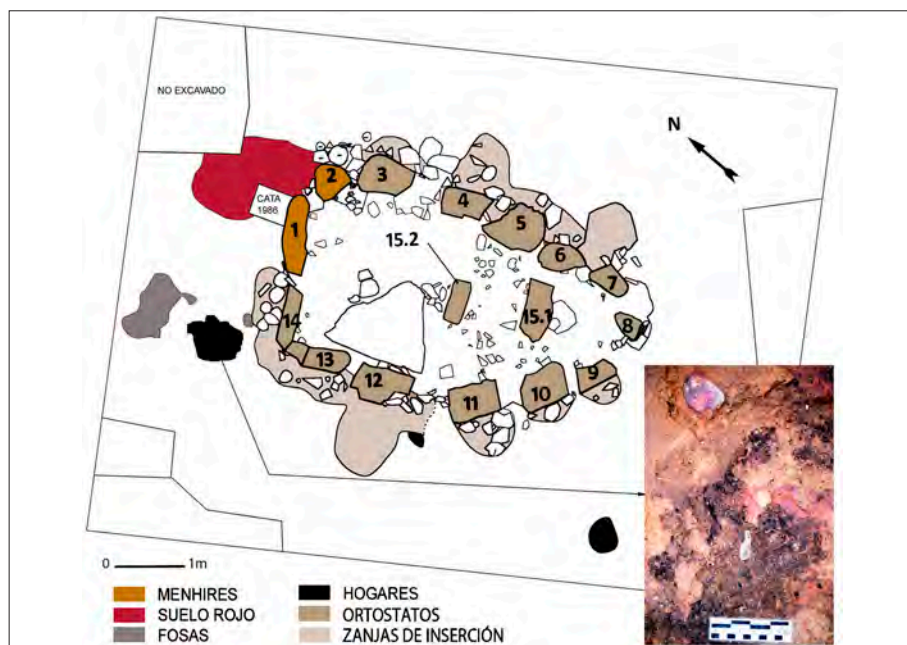 NO EXCAVADO
N
2
3
CATA
1986
1
4
5
15.2
6
7
14
15.1
8
13
12
9
11
10
0 1m
MENHIRES
SUELO ROJO
FOSAS
HOGARES
ORTOSTATOS
ZANJAS DE INSERCIÓN